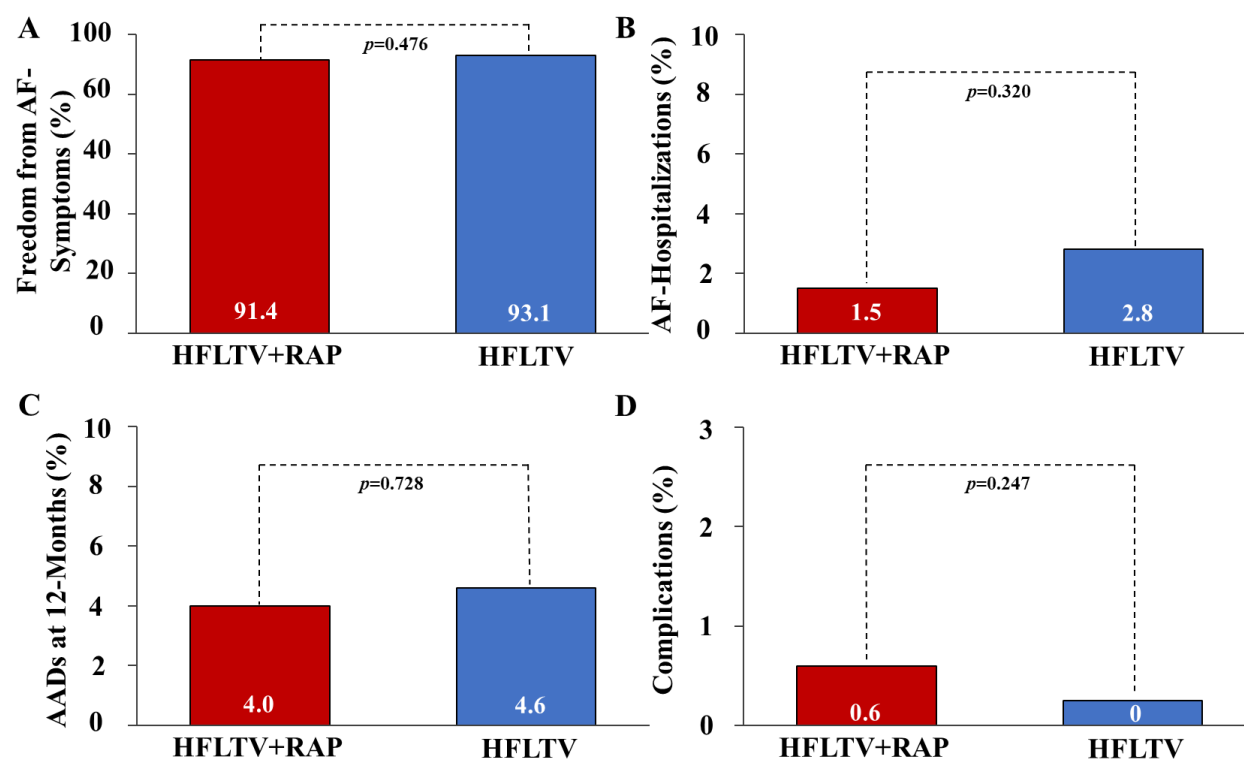 A
Freedom from AF-
Symptoms (%)
100
60
40
20
0
p=0.476
91.4
93.1
HFLTV+RAP
HFLTV
B
AF-Hospitalizations (%)
10
8
6
4
2
0
p=0.320
1.5
2.8
HFLTV+RAP
HFLTV
C
AADs at 12-Months (%)
10
8
6
4
2
0
p=0.728
4.0
4.6
HFLTV+RAP
HFLTV
D
Complications (%)
3
2
1
0
p=0.247
0.6
0
HFLTV+RAP
HFLTV